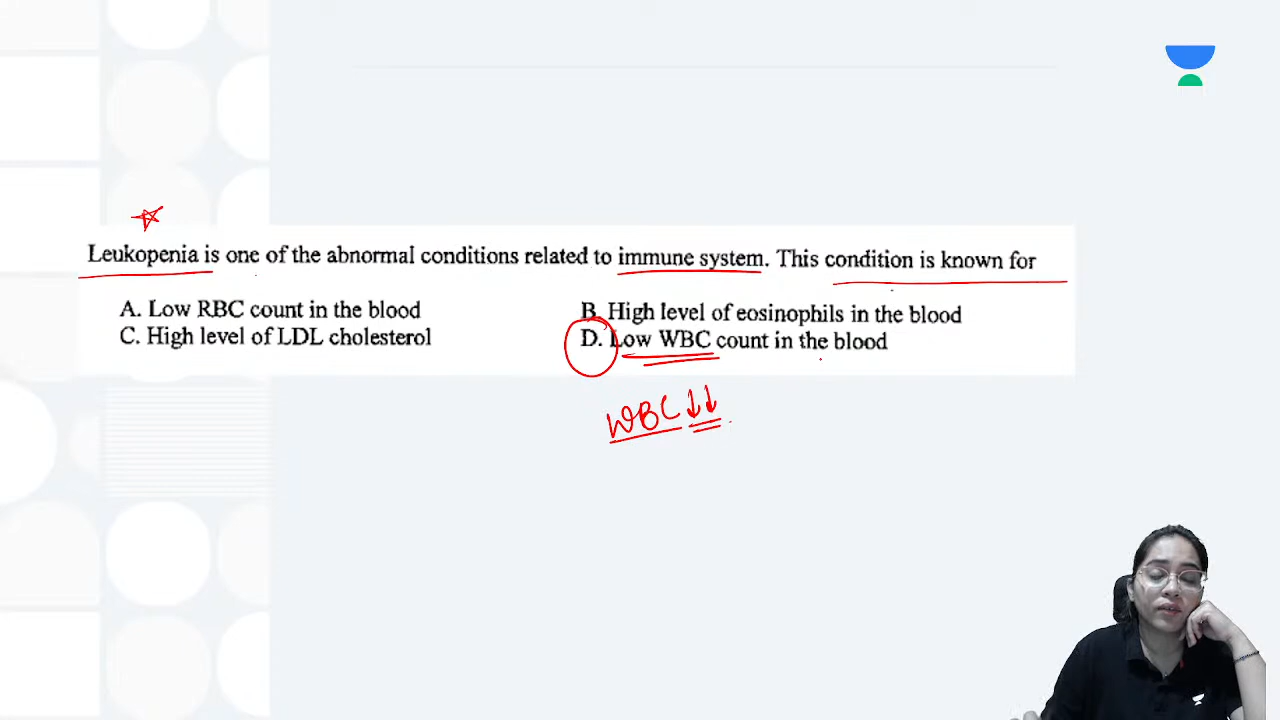 Leukopenia is one of the abnormal conditions related to immune system. This condition is known for
A. Low RBC count in the blood
B. High level of eosinophils in the blood
C. High level of LDL cholesterol
D. Low WBC count in the blood
WBC ↓↓